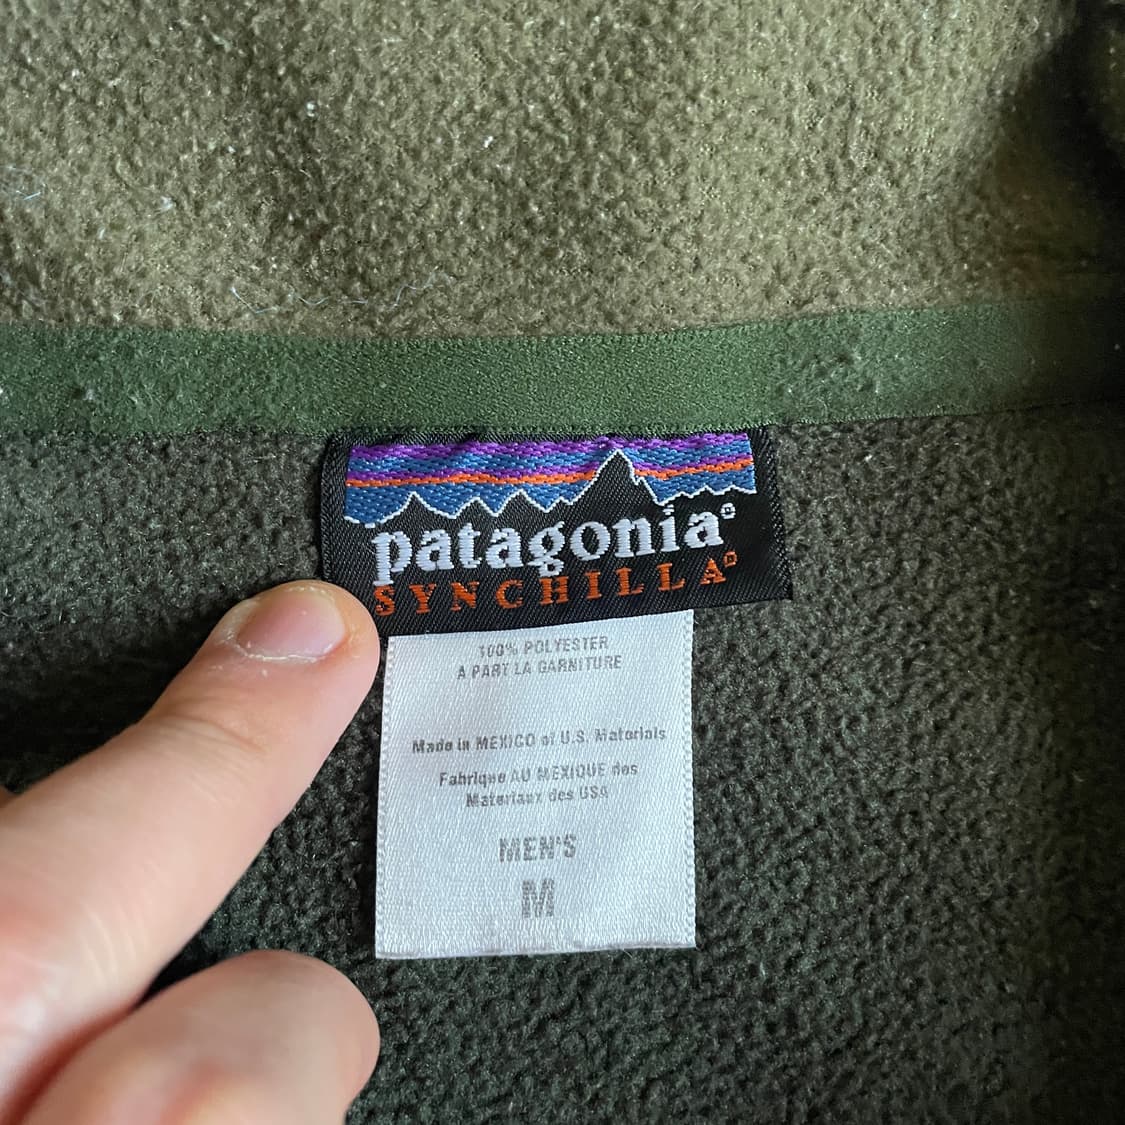 patagonia®
SYNCHILLA®
100% POLYESTER
A PART LA GARNITURE
Made in MEXICO of U.S. Materials
Fabrique AU MEXIQUE des
Materiaux des USA
MEN'S
M